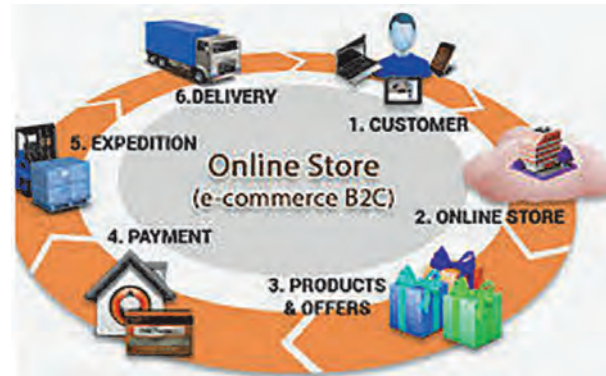 Online Store
(e-commerce B2C)
1. CUSTOMER
2. ONLINE STORE
3. PRODUCTS
& OFFERS
4. PAYMENT
5. EXPEDITION
6.DELIVERY